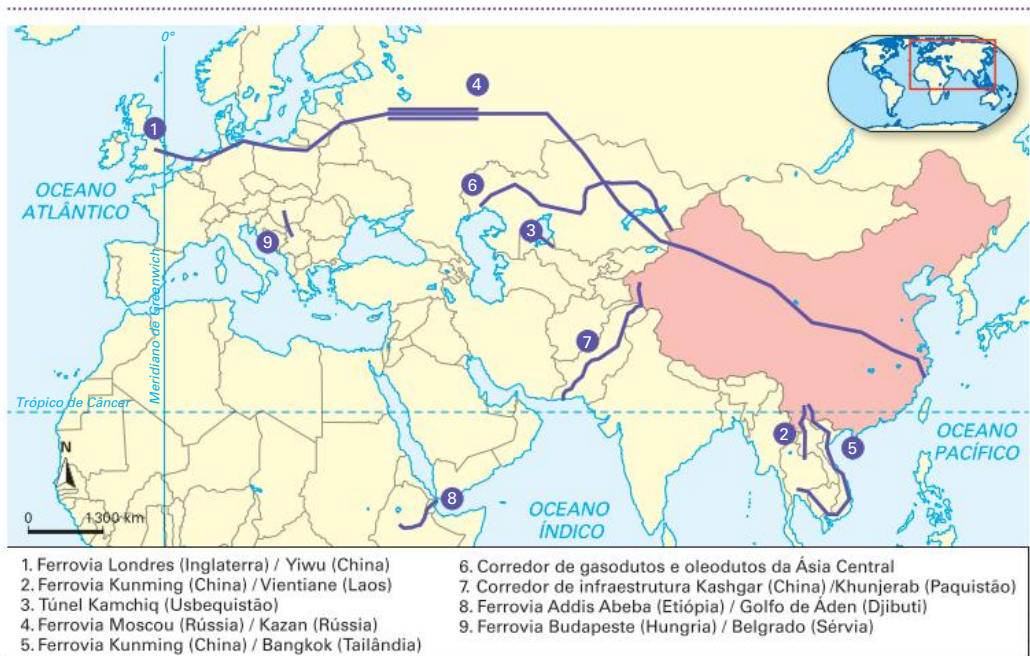 0°
4
1
OCEANO
ATLÂNTICO
6
3
9
Meridiano de Greenwich
7
Trópico de Câncer
N
2
5
OCEANO
PACÍFICO
8
OCEANO
ÍNDICO
0 1 300 km
1. Ferrovia Londres (Inglaterra) / Yiwu (China)
2. Ferrovia Kunming (China) / Vientiane (Laos)
3. Túnel Kamchiq (Usbequistão)
4. Ferrovia Moscou (Rússia) / Kazan (Rússia)
5. Ferrovia Kunming (China) / Bangkok (Tailândia)
6. Corredor de gasodutos e oleodutos da Ásia Central
7. Corredor de infraestrutura Kashgar (China) /Khunjerab (Paquistão)
8. Ferrovia Addis Abeba (Etiópia) / Golfo de Áden (Djibuti)
9. Ferrovia Budapeste (Hungria) / Belgrado (Sérvia)